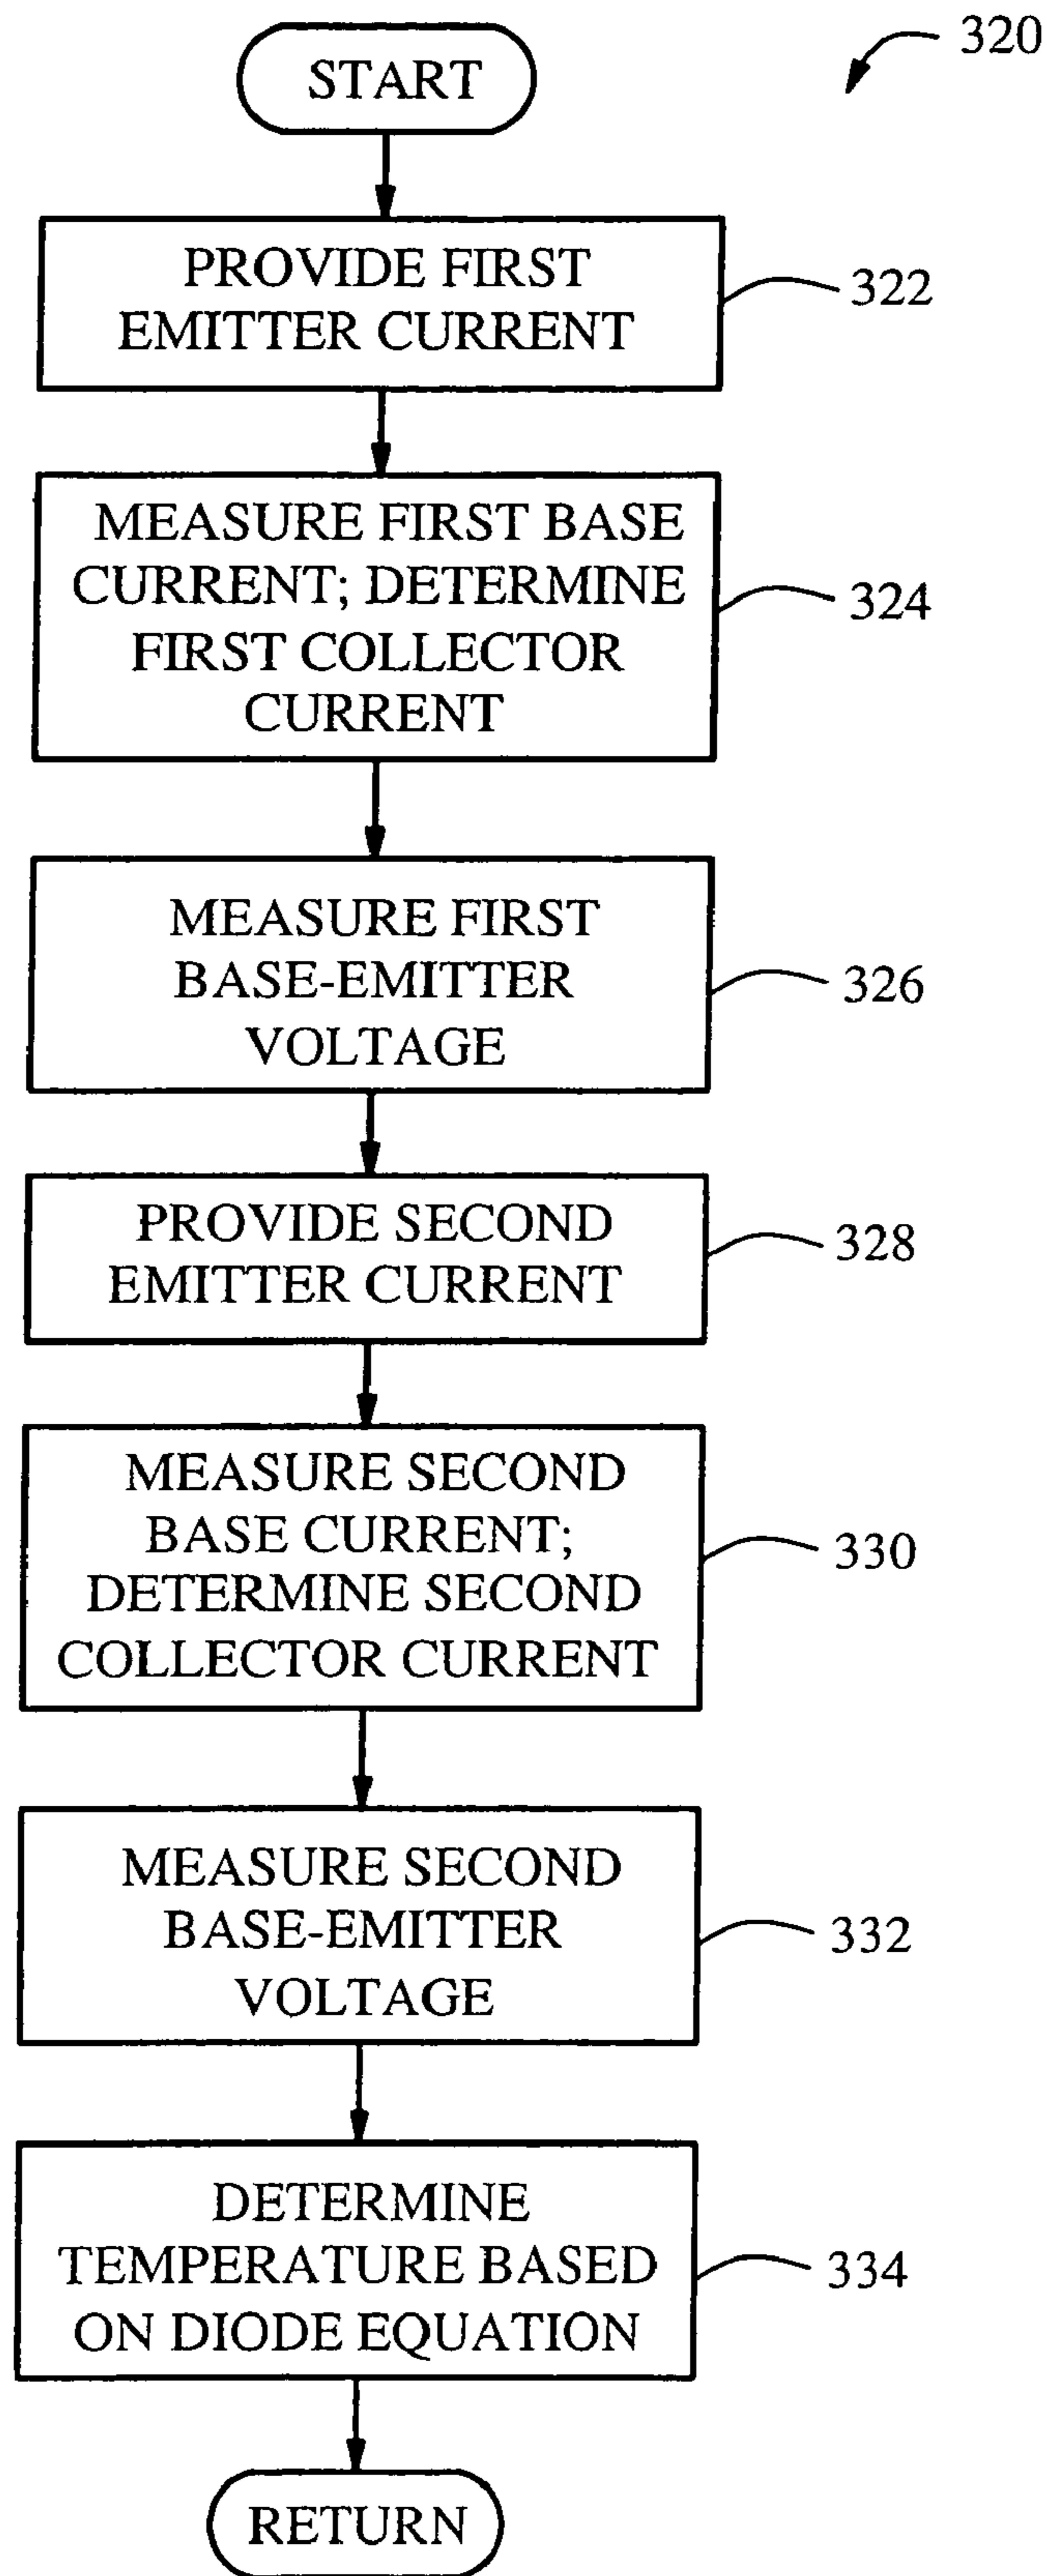 320
START
PROVIDE FIRST
EMITTER CURRENT
322
MEASURE FIRST BASE
CURRENT; DETERMINE
FIRST COLLECTOR
CURRENT
324
MEASURE FIRST
BASE-EMITTER
VOLTAGE
326
PROVIDE SECOND
EMITTER CURRENT
328
MEASURE SECOND
BASE CURRENT;
DETERMINE SECOND
COLLECTOR CURRENT
330
MEASURE SECOND
BASE-EMITTER
VOLTAGE
332
DETERMINE
TEMPERATURE BASED
ON DIODE EQUATION
334
RETURN